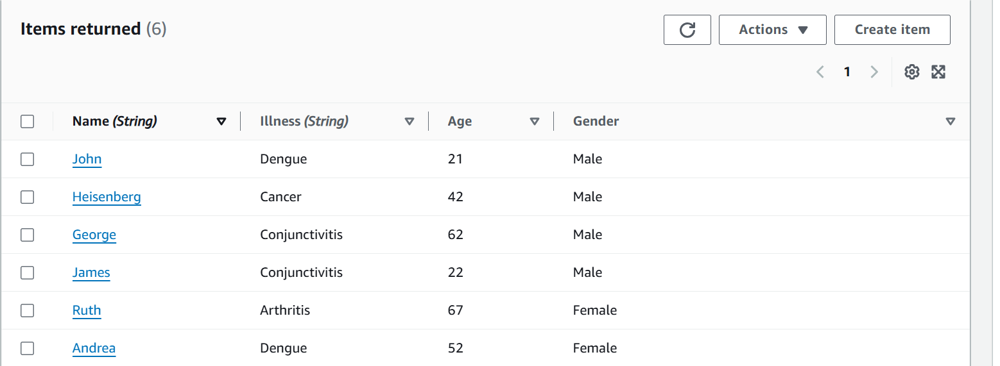 Items returned (6)
Actions
Create item
1
Name (String) Illness (String) Age Gender
John Dengue 21 Male
Heisenberg Cancer 42 Male
George Conjunctivitis 62 Male
James Conjunctivitis 22 Male
Ruth Arthritis 67 Female
Andrea Dengue 52 Female